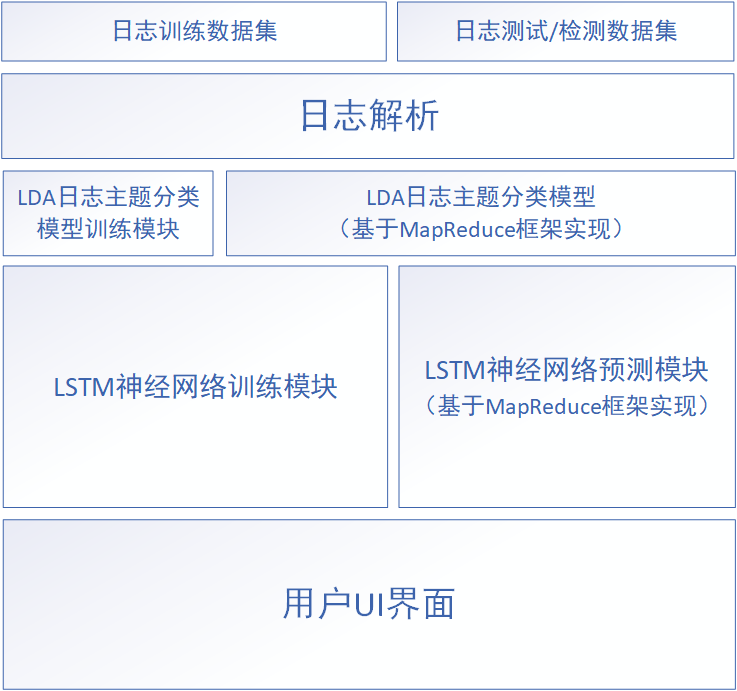 日志训练数据集
日志测试/检测数据集
日志解析
LDA日志主题分类
模型训练模块
LDA日志主题分类模型
（基于MapReduce框架实现）
LSTM神经网络训练模块
LSTM神经网络预测模块
（基于MapReduce框架实现）
用户UI界面